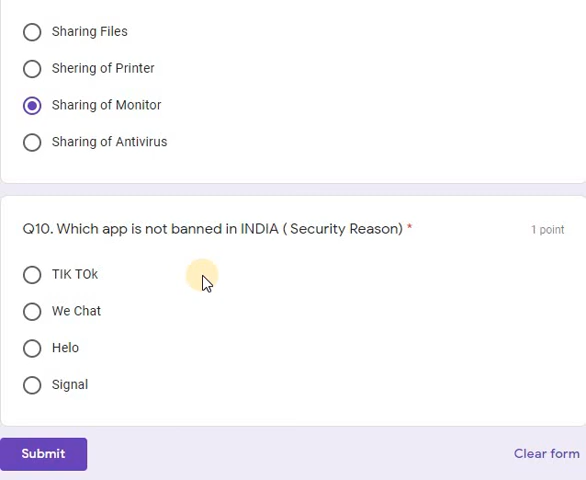 Sharing Files
Shering of Printer
Sharing of Monitor
Sharing of Antivirus
Q10. Which app is not banned in INDIA ( Security Reason) *
1 point
TIK TOk
We Chat
Helo
Signal
Submit
Clear form